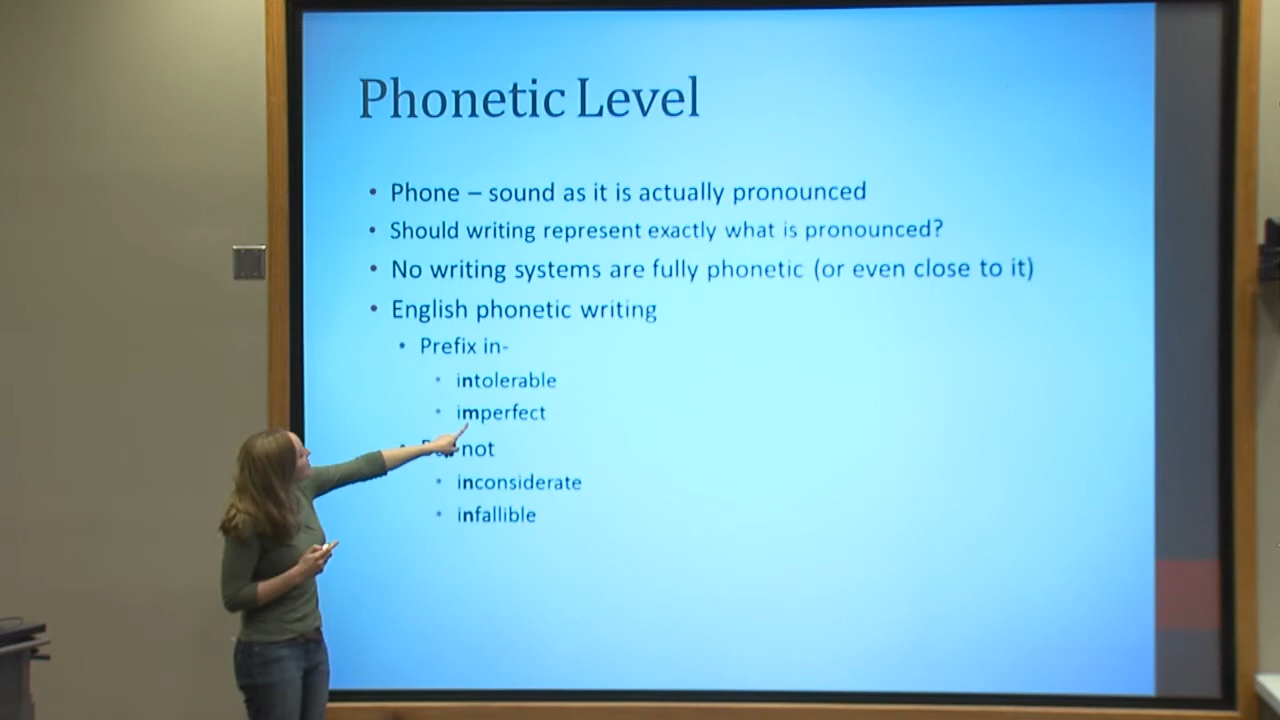 Phonetic Level
• Phone – sound as it is actually pronounced
• Should writing represent exactly what is pronounced?
• No writing systems are fully phonetic (or even close to it)
• English phonetic writing
• Prefix in-
• intolerable
• imperfect
• not
• inconsiderate
• infallible